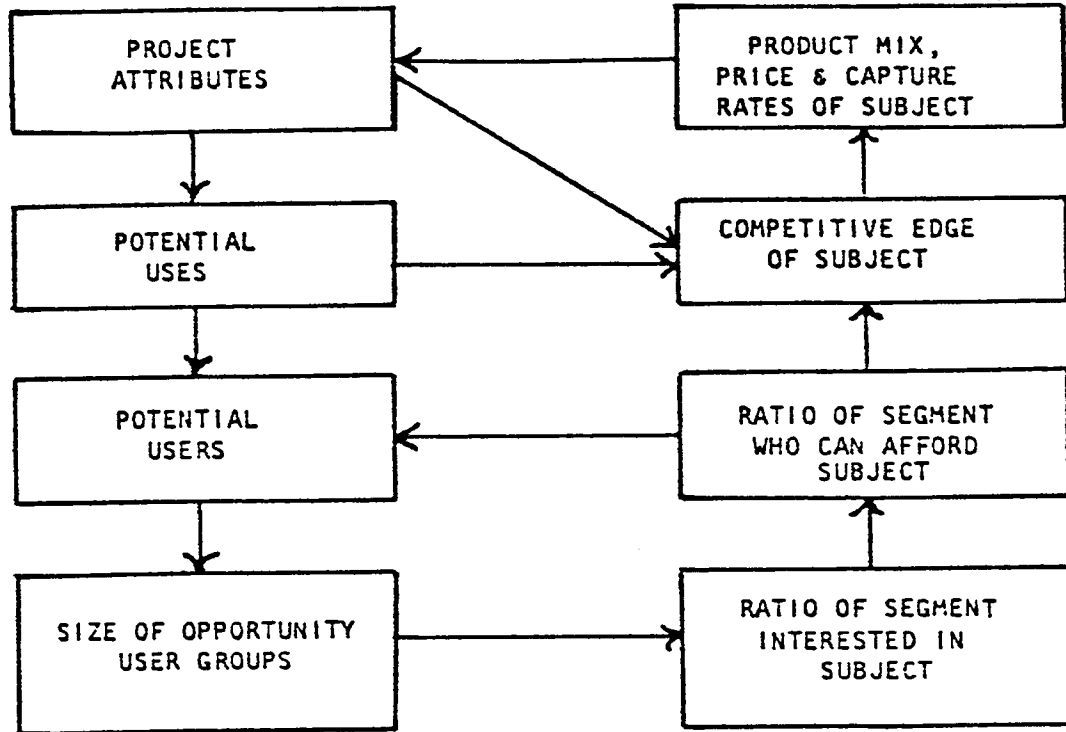 PROJECT
ATTRIBUTES
PRODUCT MIX,
PRICE & CAPTURE
RATES OF SUBJECT
POTENTIAL
USES
COMPETITIVE EDGE
OF SUBJECT
POTENTIAL
USERS
RATIO OF SEGMENT
WHO CAN AFFORD
SUBJECT
SIZE OF OPPORTUNITY
USER GROUPS
RATIO OF SEGMENT
INTERESTED IN
SUBJECT